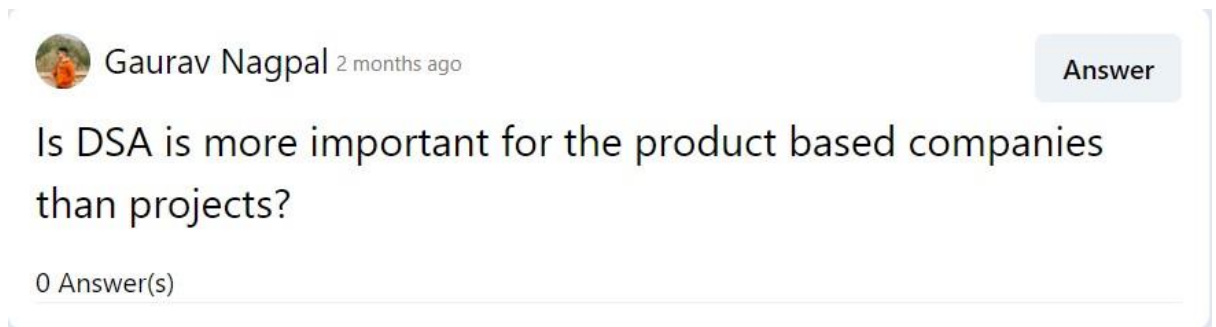 Gaurav Nagpal 2 months ago
Answer
Is DSA is more important for the product based companies
than projects?
0 Answer(s)